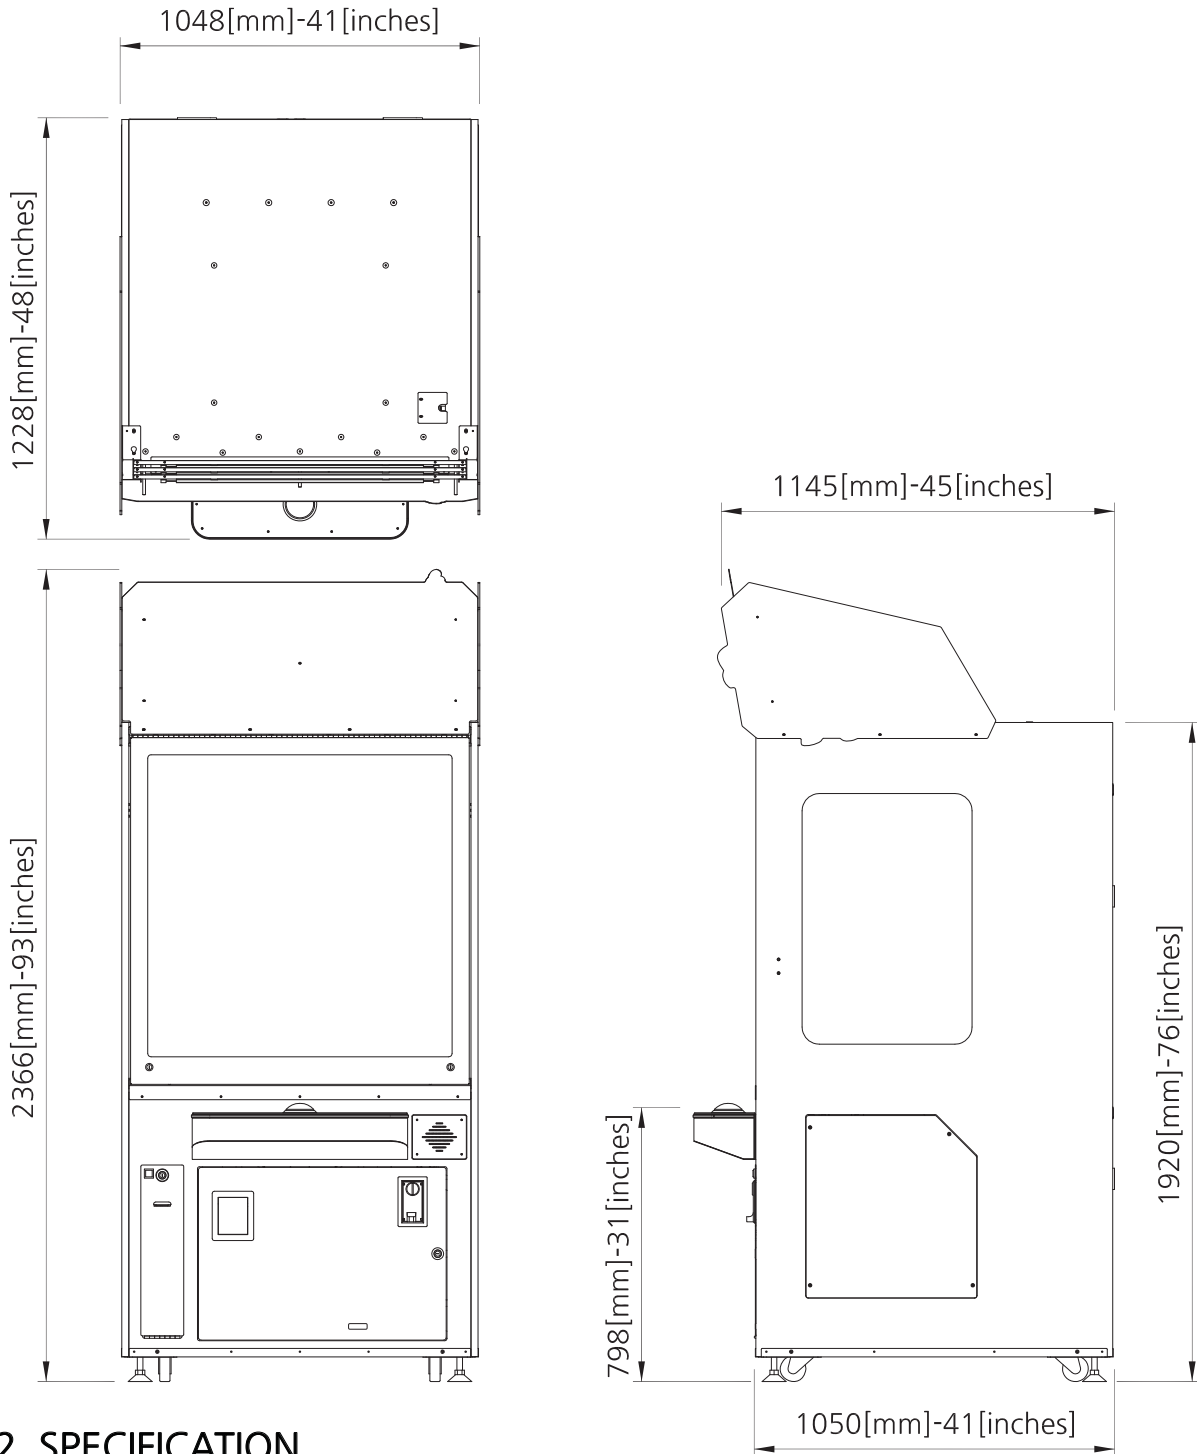 1048[mm]-41[inches]
1228[mm]-48[inches]
1145[mm]-45[inches]
2366[mm]-93[inches]
1920[mm]-76[inches]
798[mm]-31[inches]
1050[mm]-41[inches]
2. SPECIFICATION